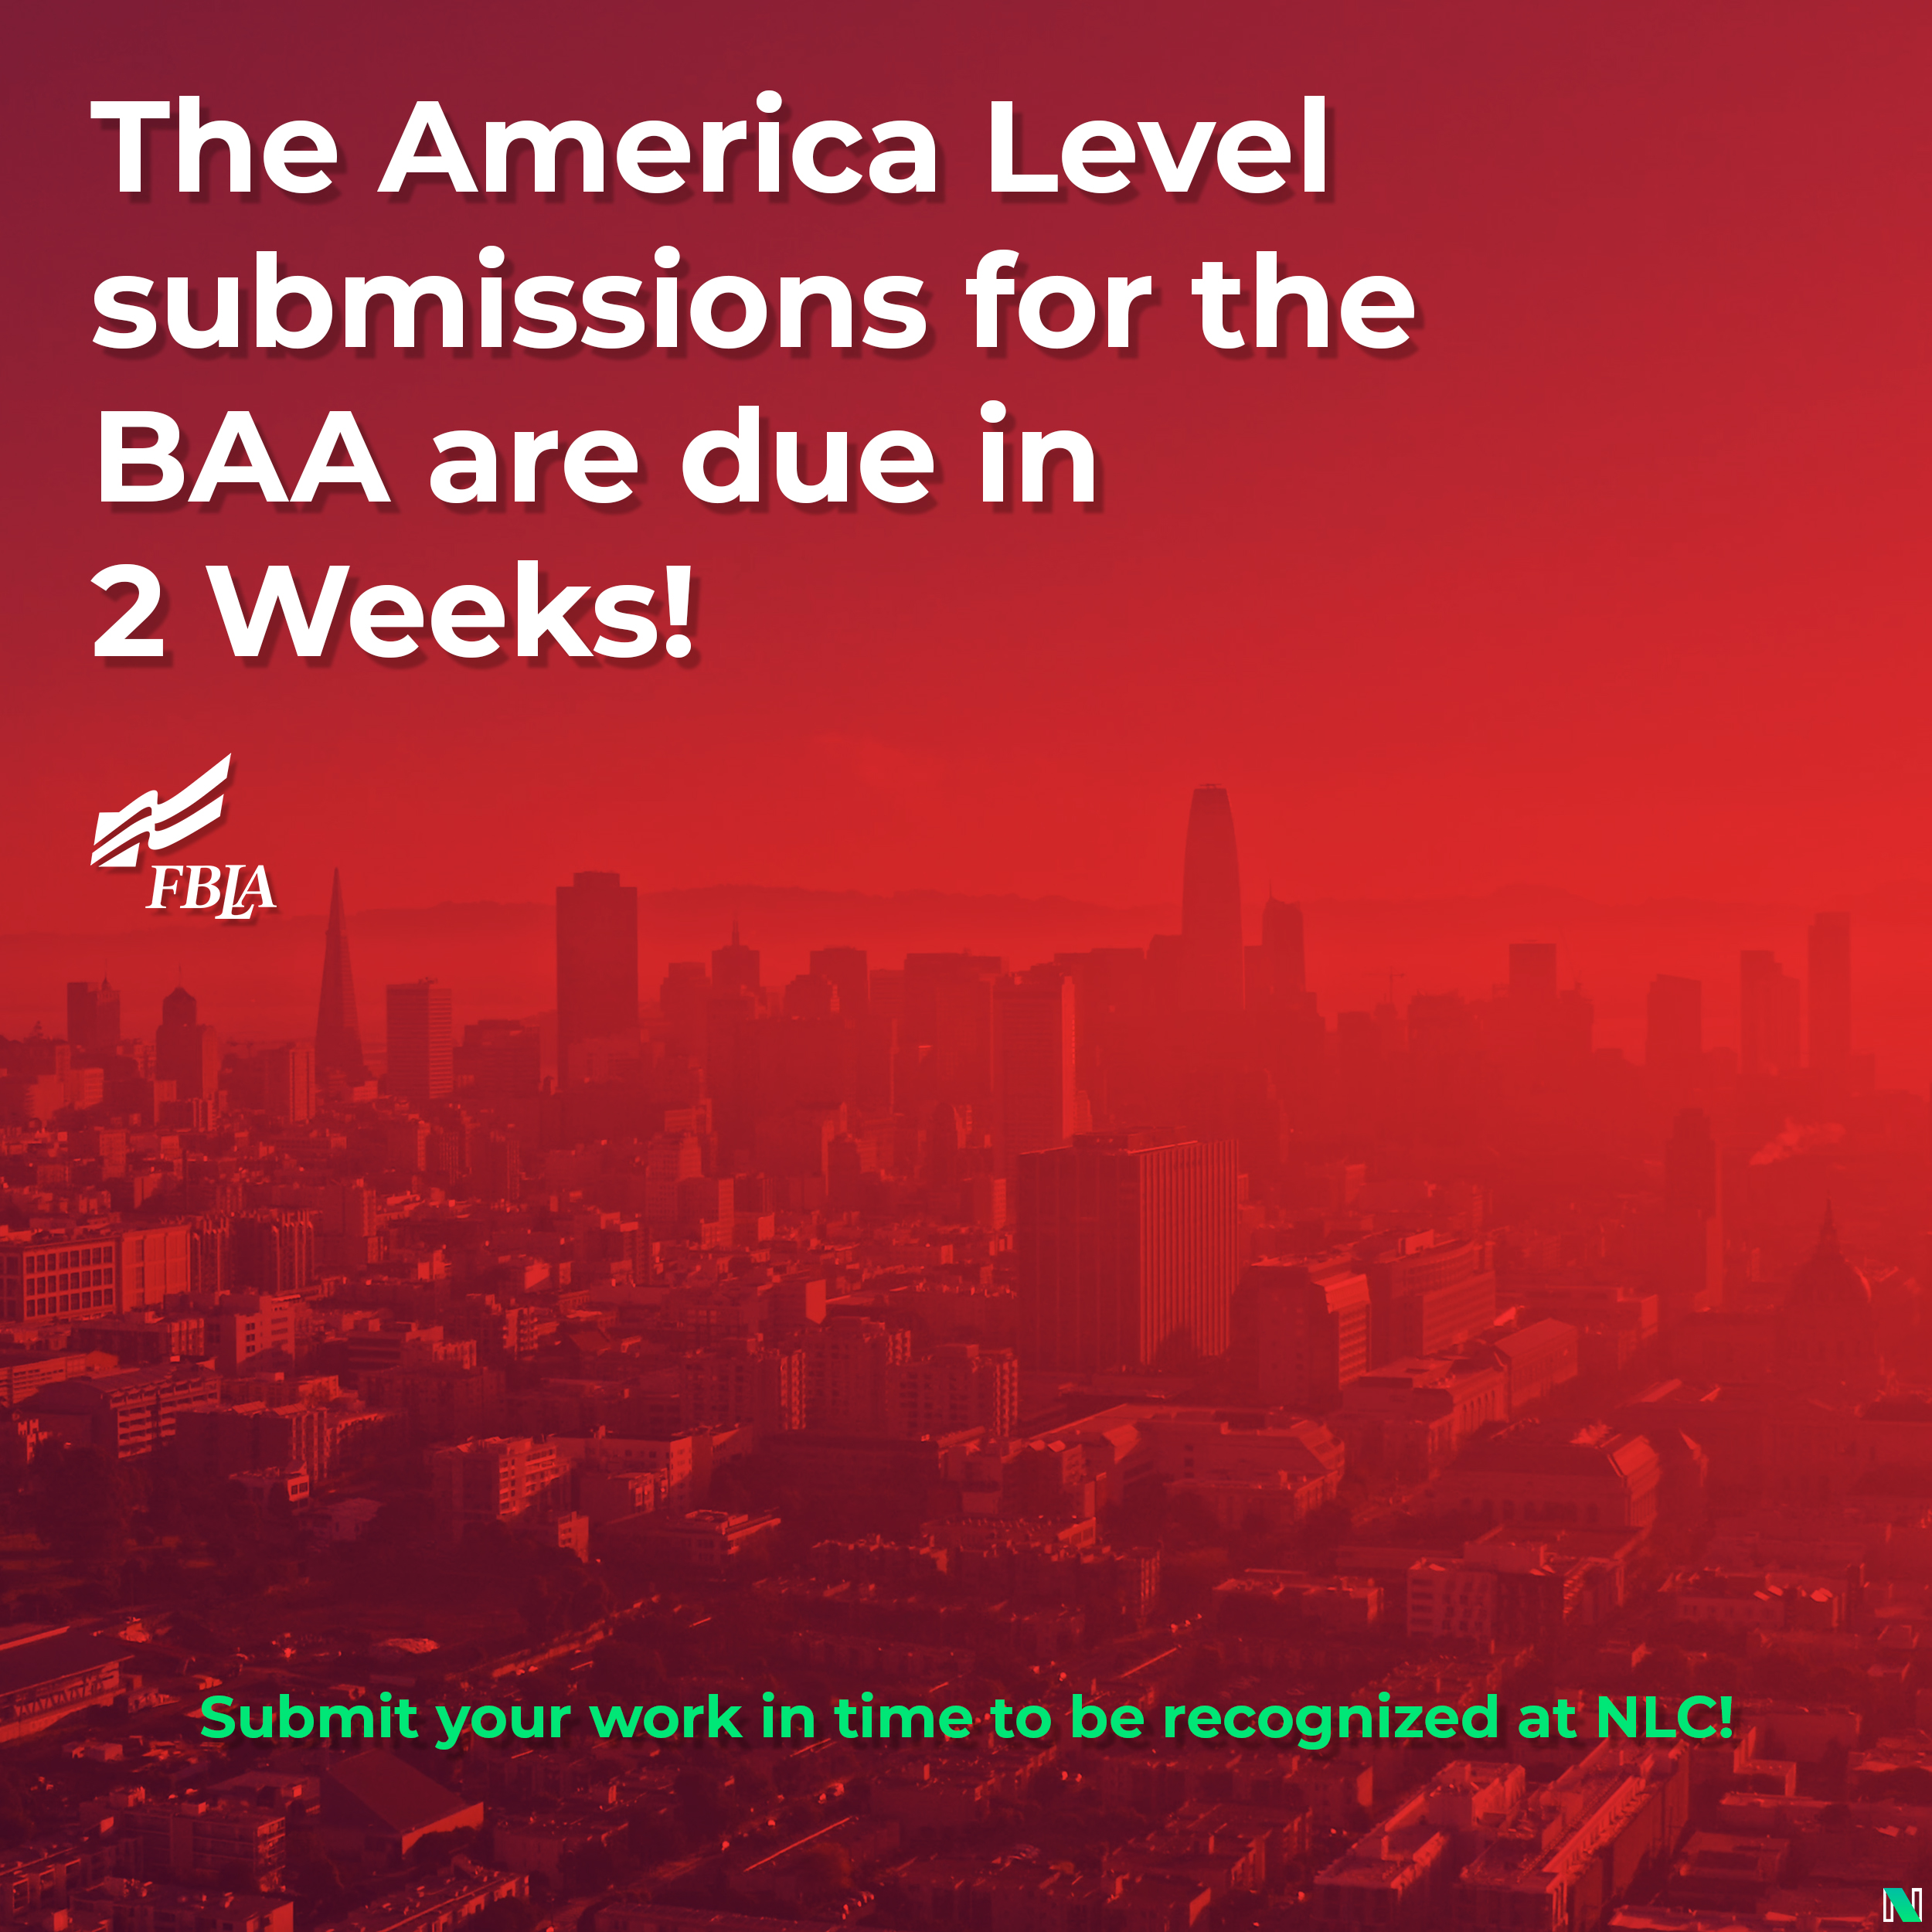 The America Level
submissions for the
BAA are due in
2 Weeks!
FBLA
Submit your work in time to be recognized at NLC!
N